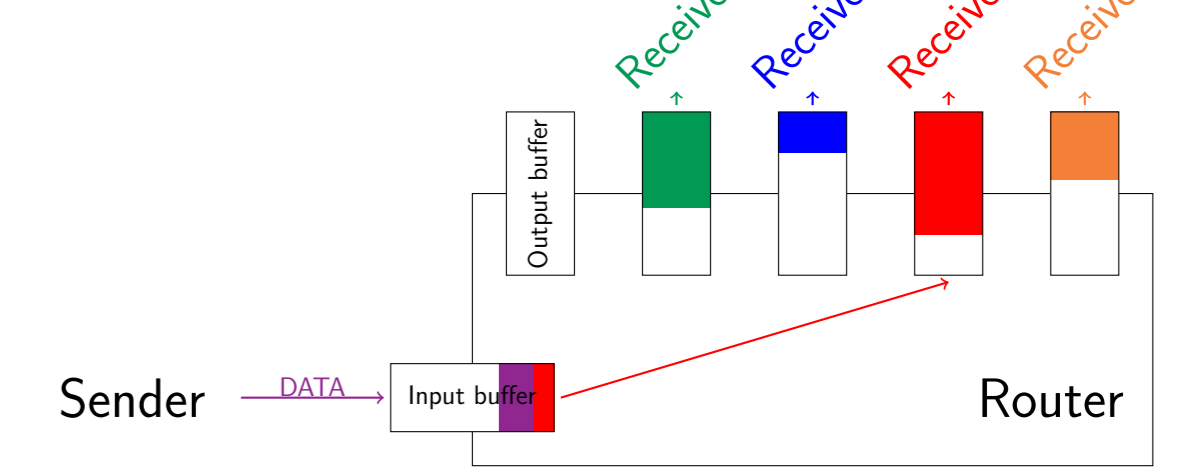 Receive
Receive
Receive
Receive
Output buffer
DATA
Sender
Input buffer
Router